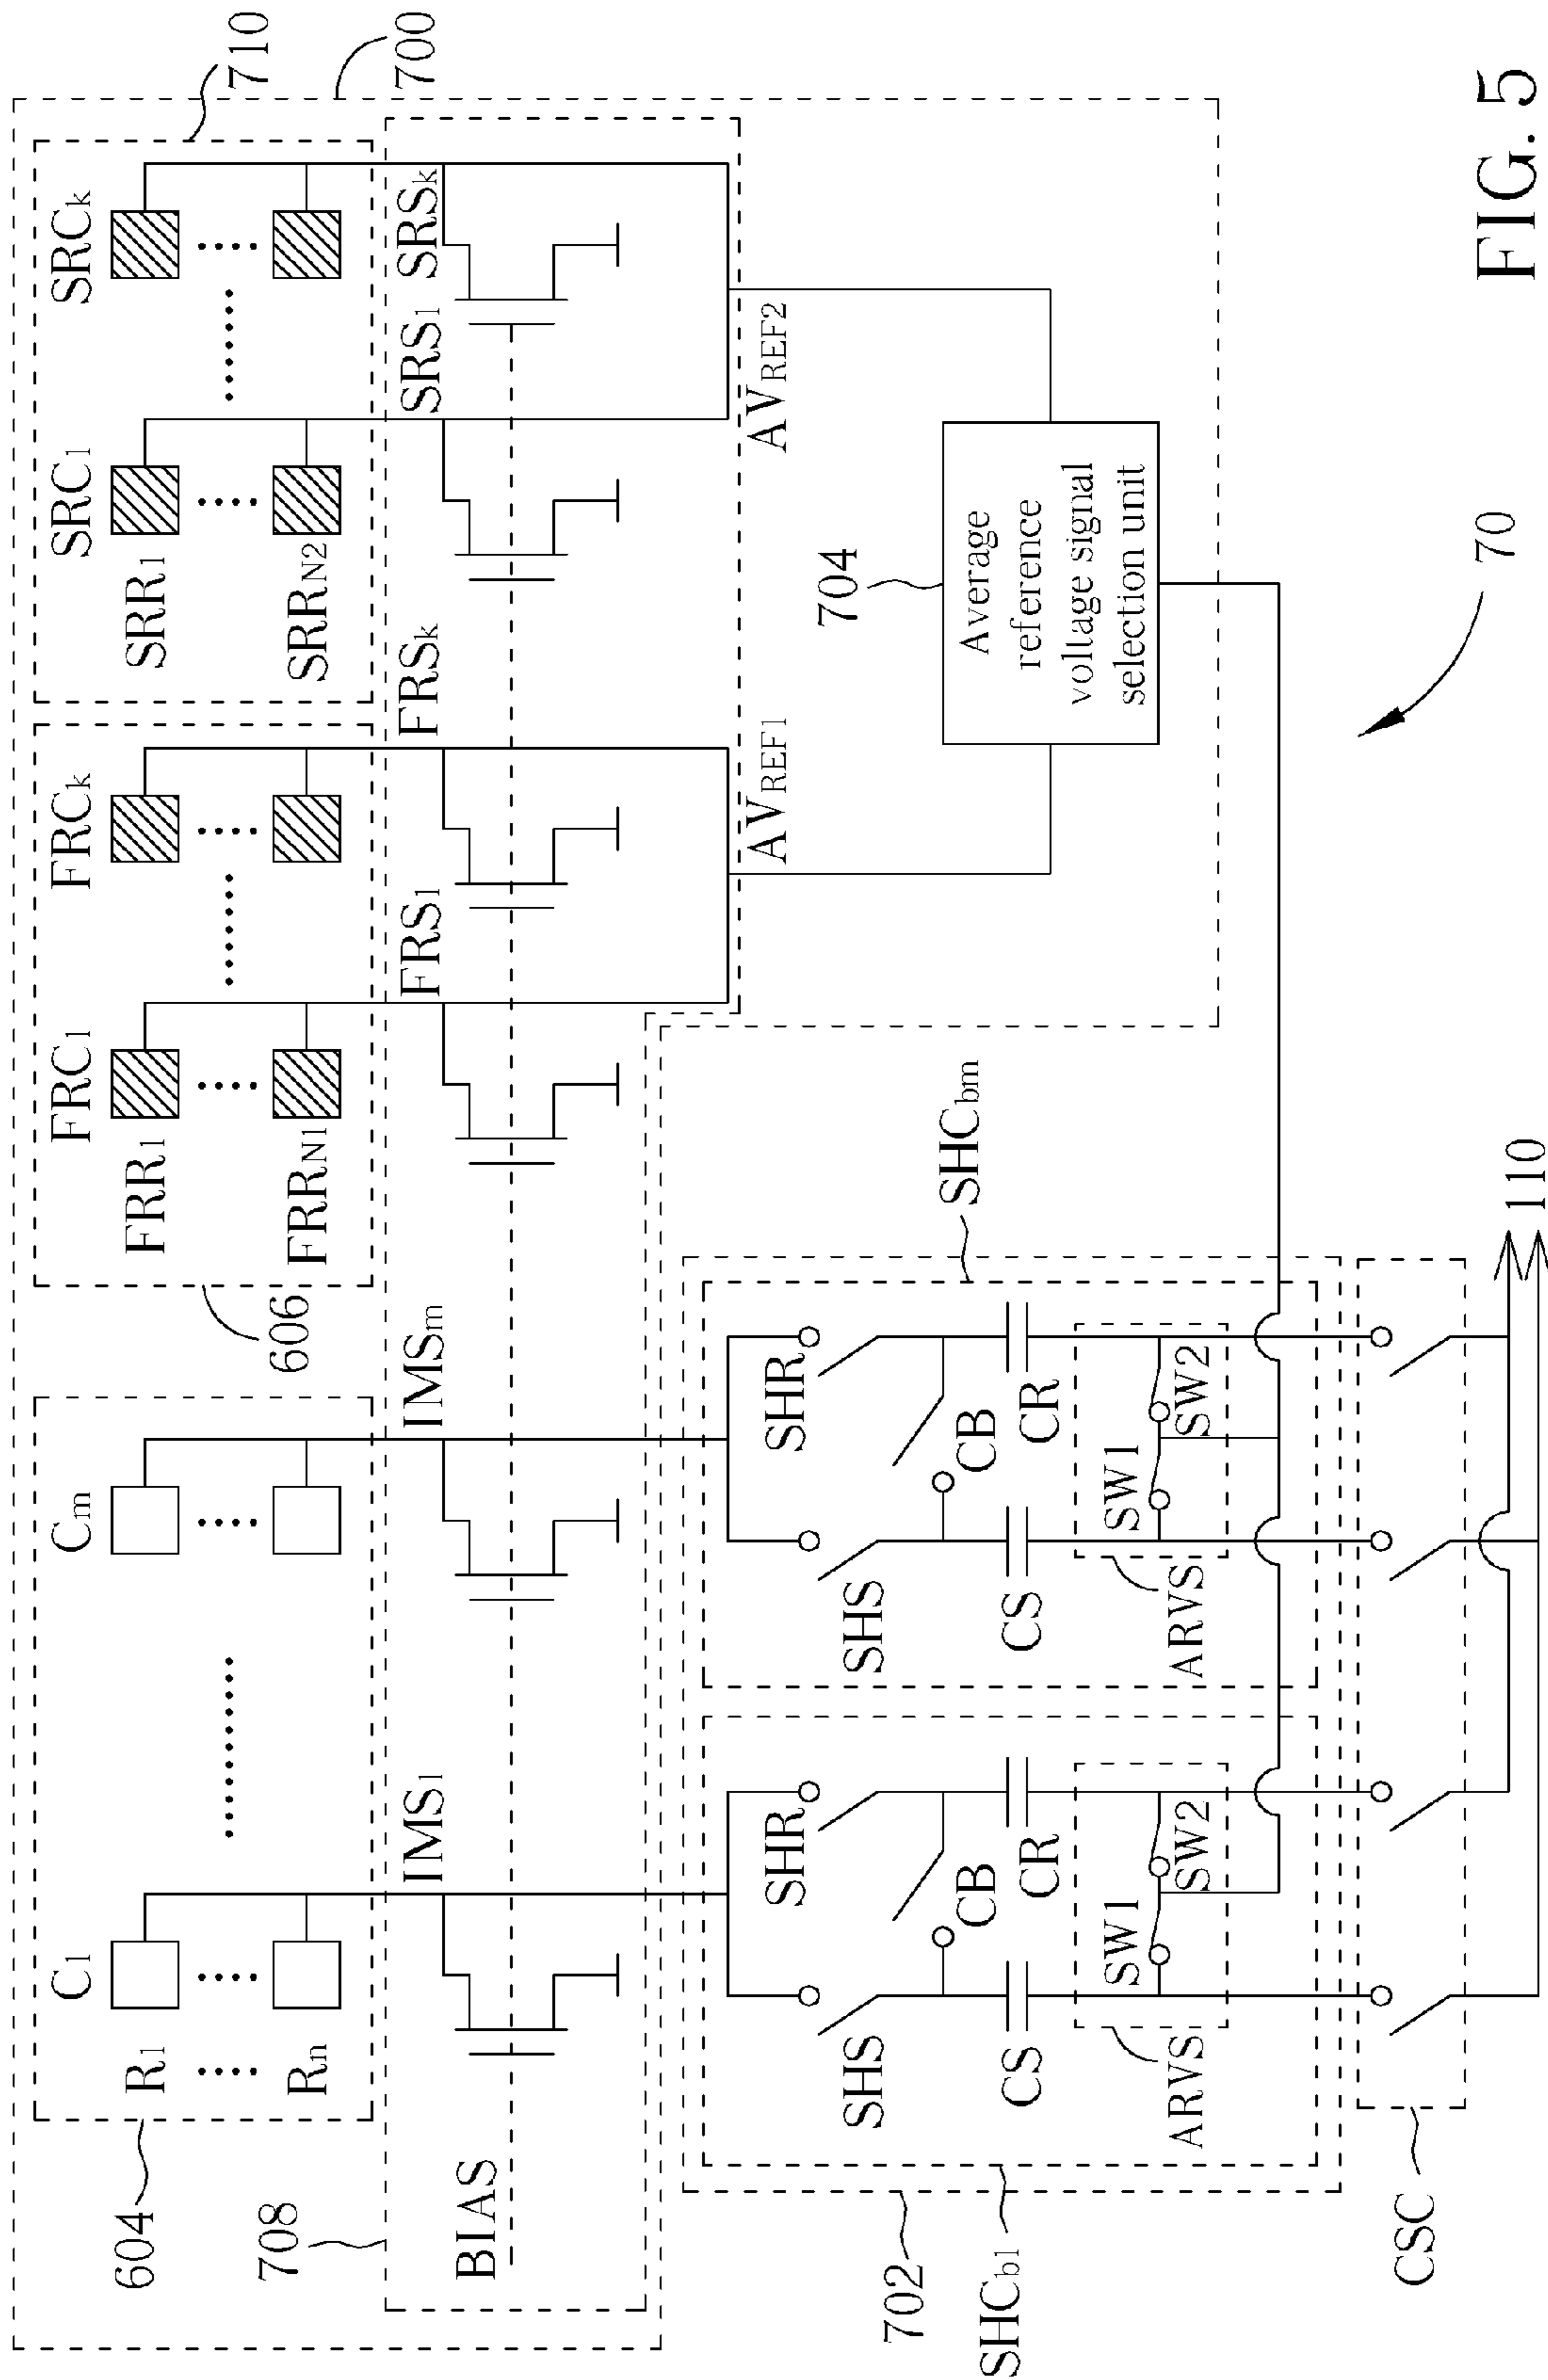 710
700
SRCk
SRC1
FRCk
FRC1
Cm
C1
SRR1
SRRN2
FRR1
FRRN1
R1
Rn
606
604
708
SRSk
SRS1
FRSk
FRS1
IMSm
IMS1
BIAS
AVREF2
AVREF1
704
Average
reference
voltage signal
selection unit
SHCbm
SHR
SHS
CB
CR
CS
SW1
SW2
ARVS
SHR
SHS
CB
CR
CS
SW1
SW2
ARVS
702
SHCb1
CSC
110
70
FIG. 5